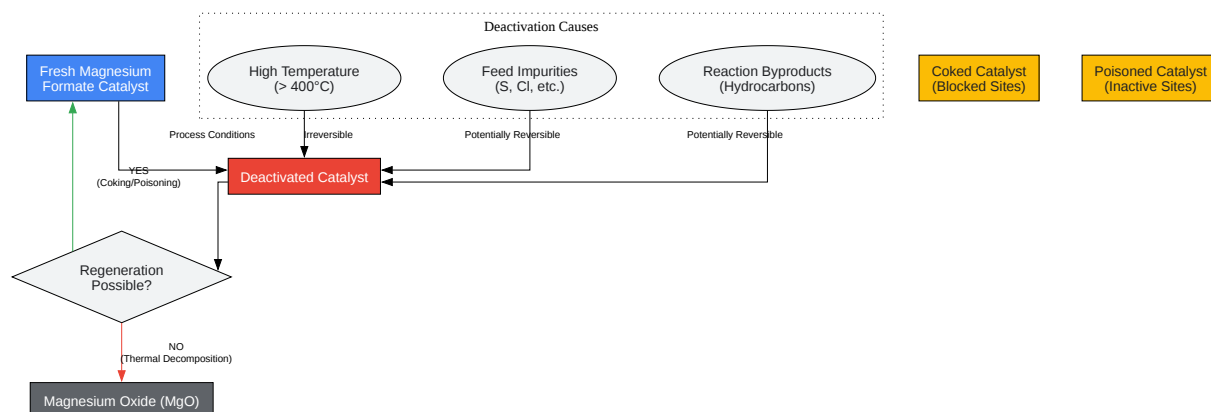 Deactivation Causes
Fresh Magnesium
Formate Catalyst
High Temperature
(> 400°C)
Feed Impurities
(S, Cl, etc.)
Reaction Byproducts
(Hydrocarbons)
Coked Catalyst
(Blocked Sites)
Poisoned Catalyst
(Inactive Sites)
Process Conditions
Irreversible
Potentially Reversible
Potentially Reversible
YES
(Coking/Poisoning)
Deactivated Catalyst
Regeneration
Possible?
NO
(Thermal Decomposition)
Magnesium Oxide (MgO)